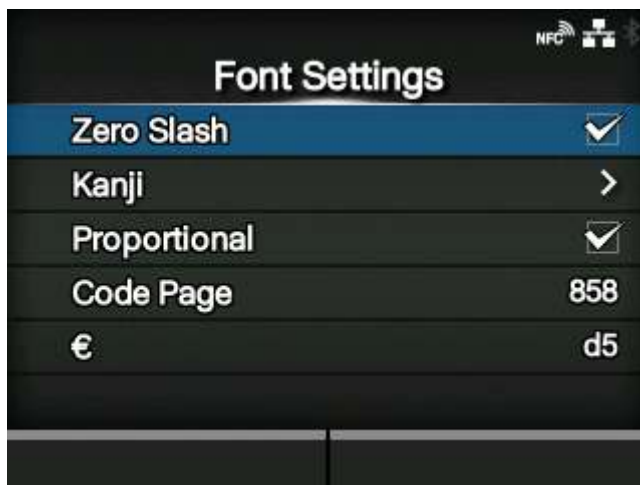 NFC
Font Settings
Zero Slash
Kanji
Proportional
Code Page 858
€ d5